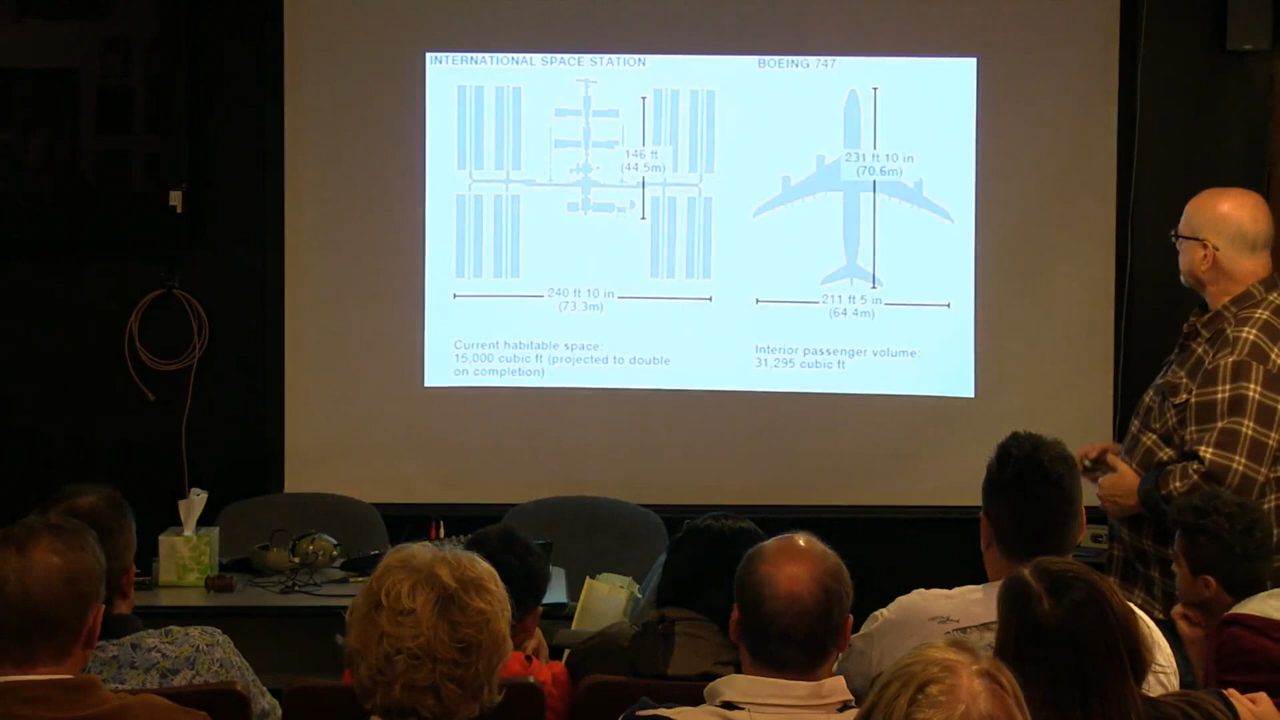 INTERNATIONAL SPACE STATION
146 ft
(44.5m)
240 ft 10 in
(73.3m)
Current habitable space:
15,000 cubic ft (projected to double
on completion)
BOEING 747
231 ft 10 in
(70.6m)
211 ft 5 in
(64.4m)
Interior passenger volume:
31,295 cubic ft